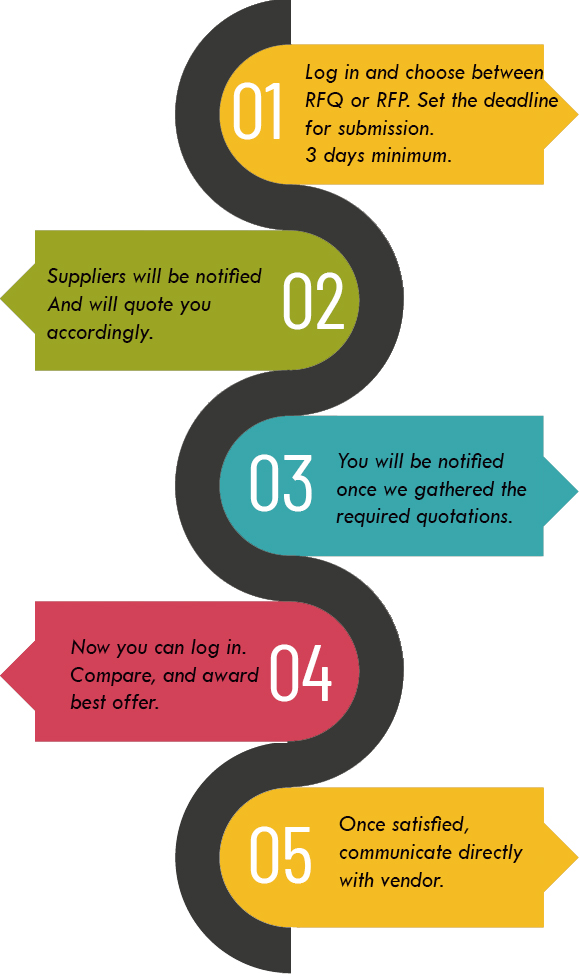 01
Log in and choose between
RFQ or RFP. Set the deadline
for submission.
3 days minimum.
02
Suppliers will be notified
And will quote you
accordingly.
03
You will be notified
once we gathered the
required quotations.
04
Now you can log in.
Compare, and award
best offer.
05
Once satisfied,
communicate directly
with vendor.